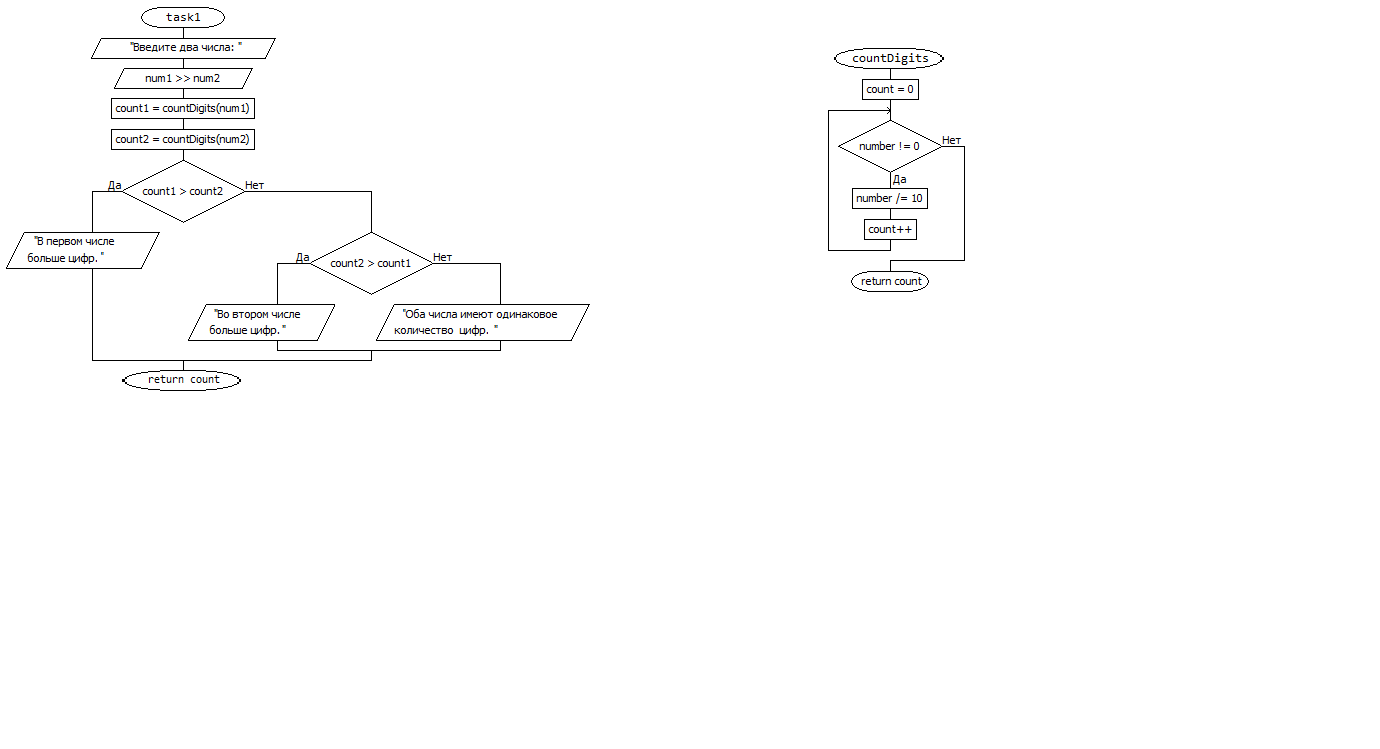 task1
"Введите два числа: "
num1 >> num2
count1 = countDigits(num1)
count2 = countDigits(num2)
Да
count1 > count2
Нет
"В первом числе
больше цифр. "
Да
count2 > count1
Нет
"Во втором числе
больше цифр. "
"Оба числа имеют одинаковое
количество  цифр.  "
return count
countDigits
count = 0
number != 0
Нет
Да
number /= 10
count++
return count